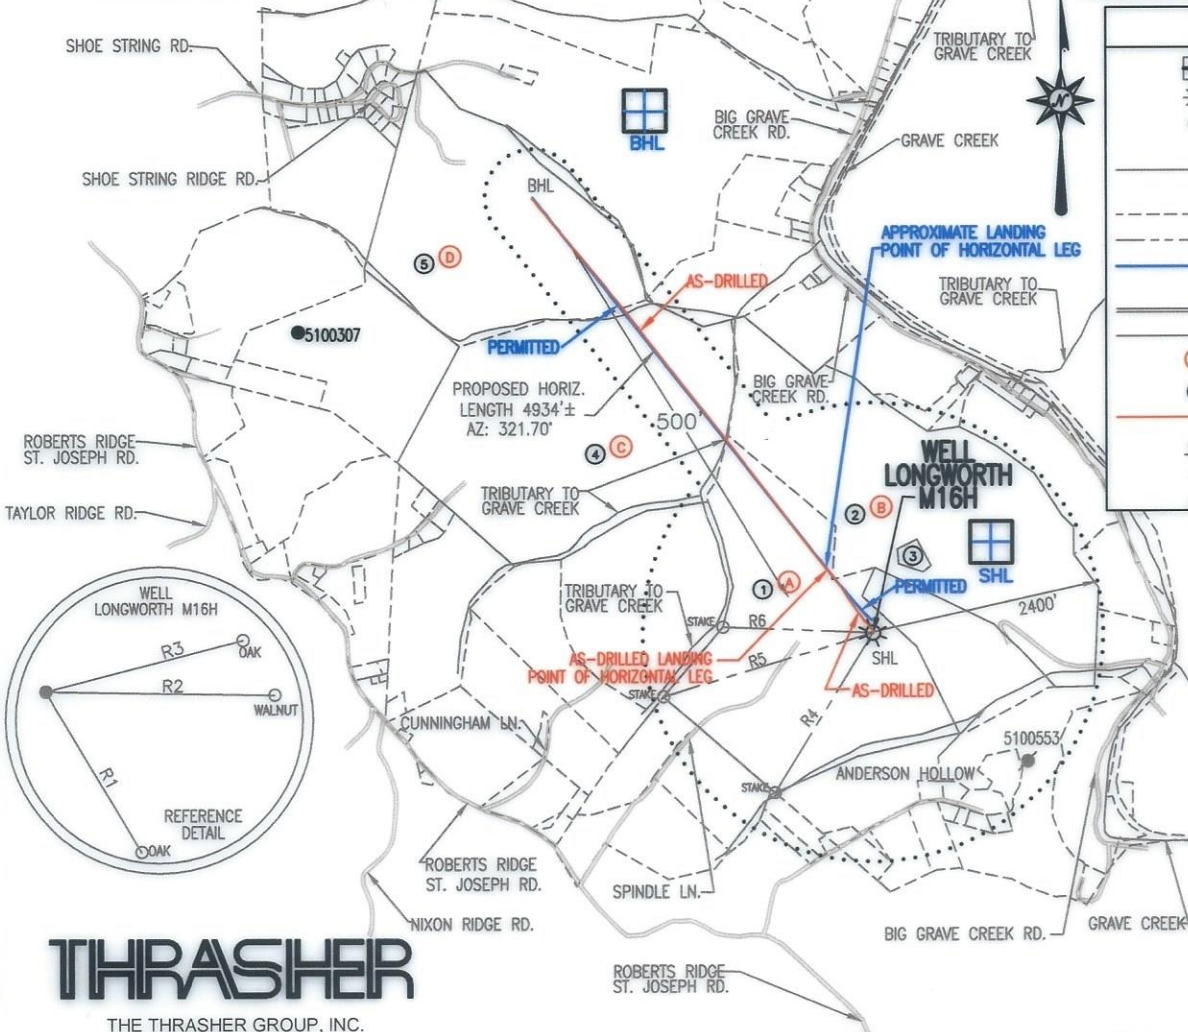 SHOE STRING RD.
TRIBUTARY TO
GRAVE CREEK
N
BIG GRAVE
CREEK RD.
GRAVE CREEK
BHL
SHOE STRING RIDGE RD.
BHL
APPROXIMATE LANDING
POINT OF HORIZONTAL LEG
5
D
AS-DRILLED
TRIBUTARY TO
GRAVE CREEK
5100307
PERMITTED
PROPOSED HORIZ.
LENGTH 4934'±
AZ: 321.70°
BIG GRAVE
CREEK RD.
500'
ROBERTS RIDGE
ST. JOSEPH RD.
4
C
WELL
LONGWORTH
M16H
TRIBUTARY TO
GRAVE CREEK
TAYLOR RIDGE RD.
2
B
3
SHL
WELL
LONGWORTH M16H
TRIBUTARY TO
GRAVE CREEK
1
A
PERMITTED
2400'
STAKE
R6
R3
OAK
R2
WALNUT
R1
REFERENCE
DETAIL
OAK
AS-DRILLED LANDING
POINT OF HORIZONTAL LEG
R5
SHL
STAKE
AS-DRILLED
R4
CUNNINGHAM LN.
5100553
STAKE
ANDERSON HOLLOW
ROBERTS RIDGE
ST. JOSEPH RD.
SPINDLE LN.
NIXON RIDGE RD.
BIG GRAVE CREEK RD.
GRAVE CREEK
THRASHER
THE THRASHER GROUP, INC.
ROBERTS RIDGE
ST. JOSEPH RD.